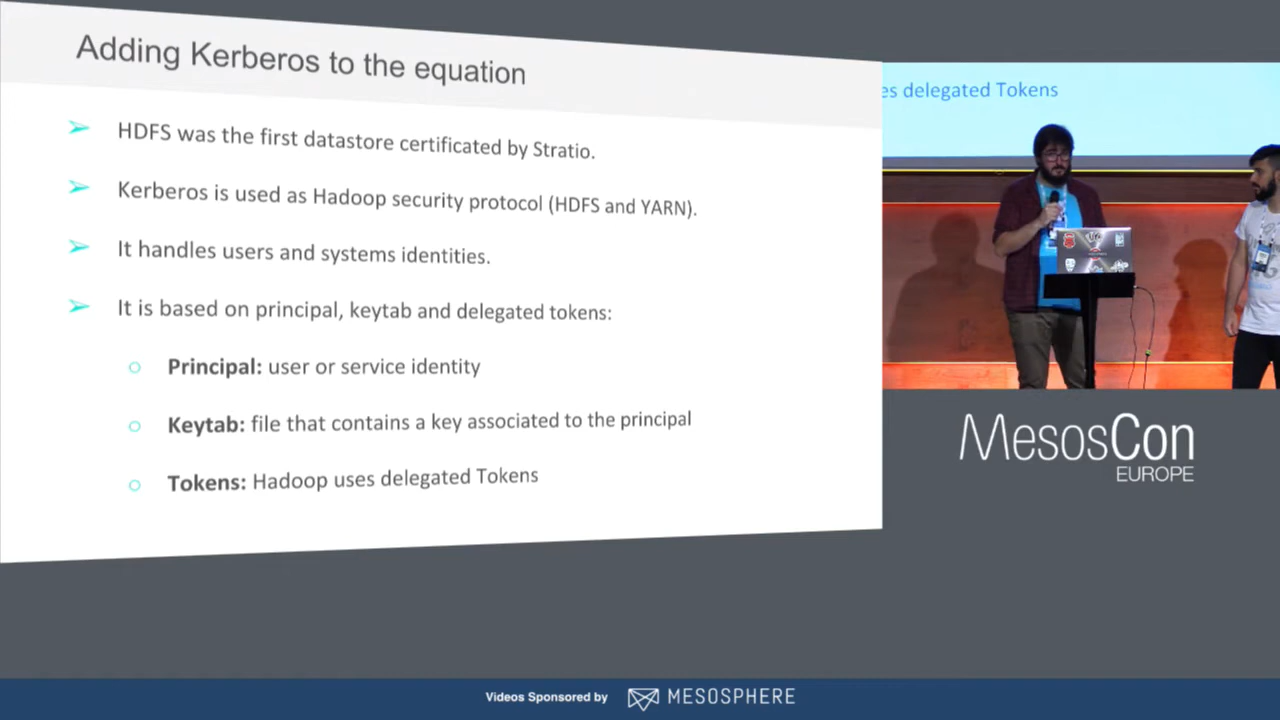 Adding Kerberos to the equation
➢ HDFS was the first datastore certificated by Stratio.
➢ Kerberos is used as Hadoop security protocol (HDFS and YARN).
➢ It handles users and systems identities.
➢ It is based on principal, keytab and delegated tokens:
○ Principal: user or service identity
○ Keytab: file that contains a key associated to the principal
○ Tokens: Hadoop uses delegated Tokens
es delegated Tokens
MesosCon
EUROPE
Videos Sponsored by MESOSPHERE